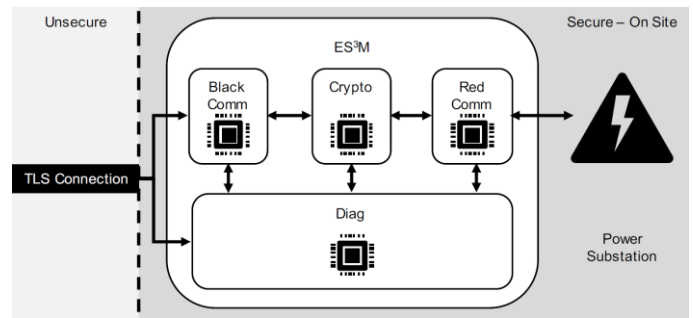 Unsecure
Secure – On Site
ES³M
Black
Comm
Crypto
Red
Comm
TLS Connection
Diag
Power
Substation